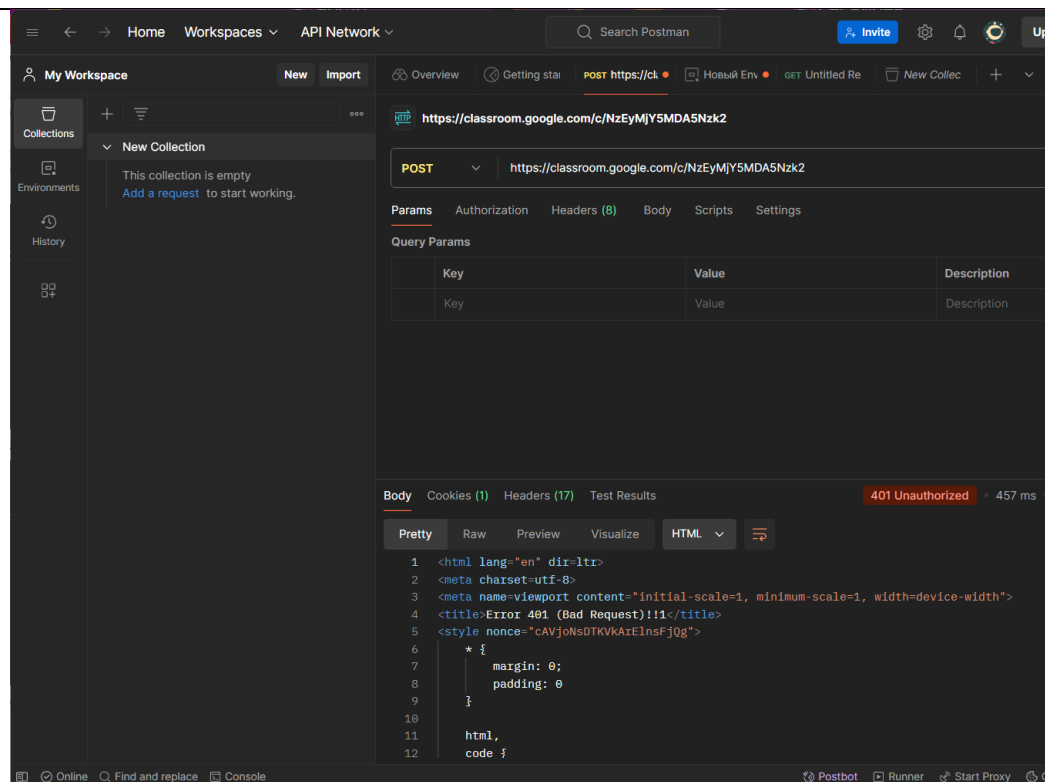 Home Workspaces API Network Search Postman Invite Up
My Workspace New Import Overview Getting star POST https://cla Новый Env GET Untitled Re New Collec
Collections
Environments
History
New Collection
This collection is empty
Add a request to start working.
HTTP https://classroom.google.com/c/NzEyMjY5MDA5Nzk2
POST https://classroom.google.com/c/NzEyMjY5MDA5Nzk2
Params Authorization Headers (8) Body Scripts Settings
Query Params
Key Value Description
Key Value Description
Body Cookies (1) Headers (17) Test Results 401 Unauthorized 457 ms
Pretty Raw Preview Visualize HTML
1 <html lang="en" dir=ltr>
2 <meta charset=utf-8>
3 <meta name=viewport content="initial-scale=1, minimum-scale=1, width=device-width">
4 <title>Error 401 (Bad Request)!!1</title>
5 <style nonce="cAVjoNsDTKVkArElnsFjQg">
6 * {
7 margin: 0;
8 padding: 0
9 }
10
11 html,
12 code {
Online Find and replace Console Postbot Runner Start Proxy